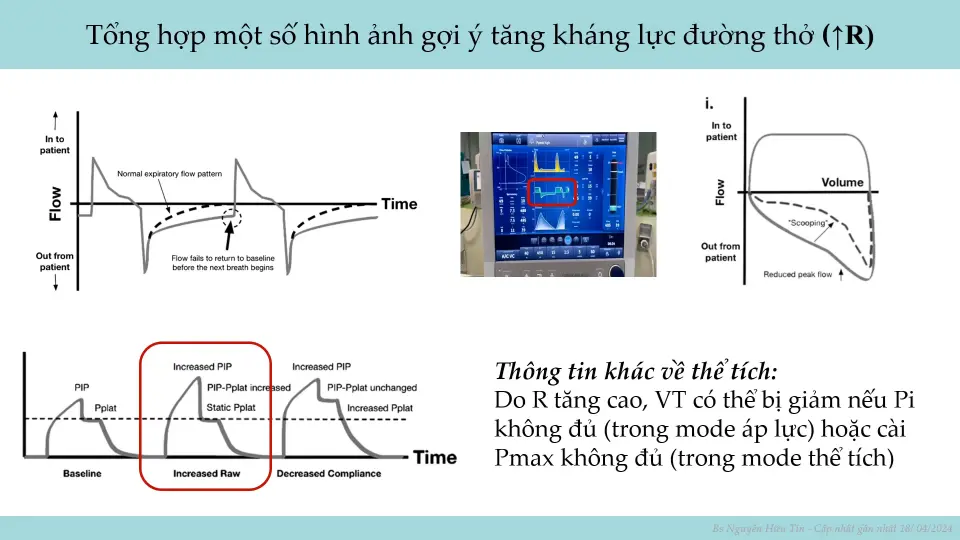 Tổng hợp một số hình ảnh gợi ý tăng kháng lực đường thở (↑R)
In to
patient
Flow
Out from
patient
Normal expiratory flow pattern
Time
Flow fails to return to baseline
before the next breath begins
A/C VC
i.
In to
patient
Volume
Flow
"Scooping"
Out from
patient
Reduced peak flow
PIP
Pplat
Baseline
Increased PIP
PIP-Pplat increased
Static Pplat
Increased Raw
Increased PIP
PIP-Pplat unchanged
Increased Pplat
Decreased Compliance
Time
Thông tin khác về thể tích:
Do R tăng cao, VT có thể bị giảm nếu Pi
không đủ (trong mode áp lực) hoặc cài
Pmax không đủ (trong mode thể tích)
Bs Nguyễn Hữu Tín - Cập nhật gần nhất 18/ 04/2024